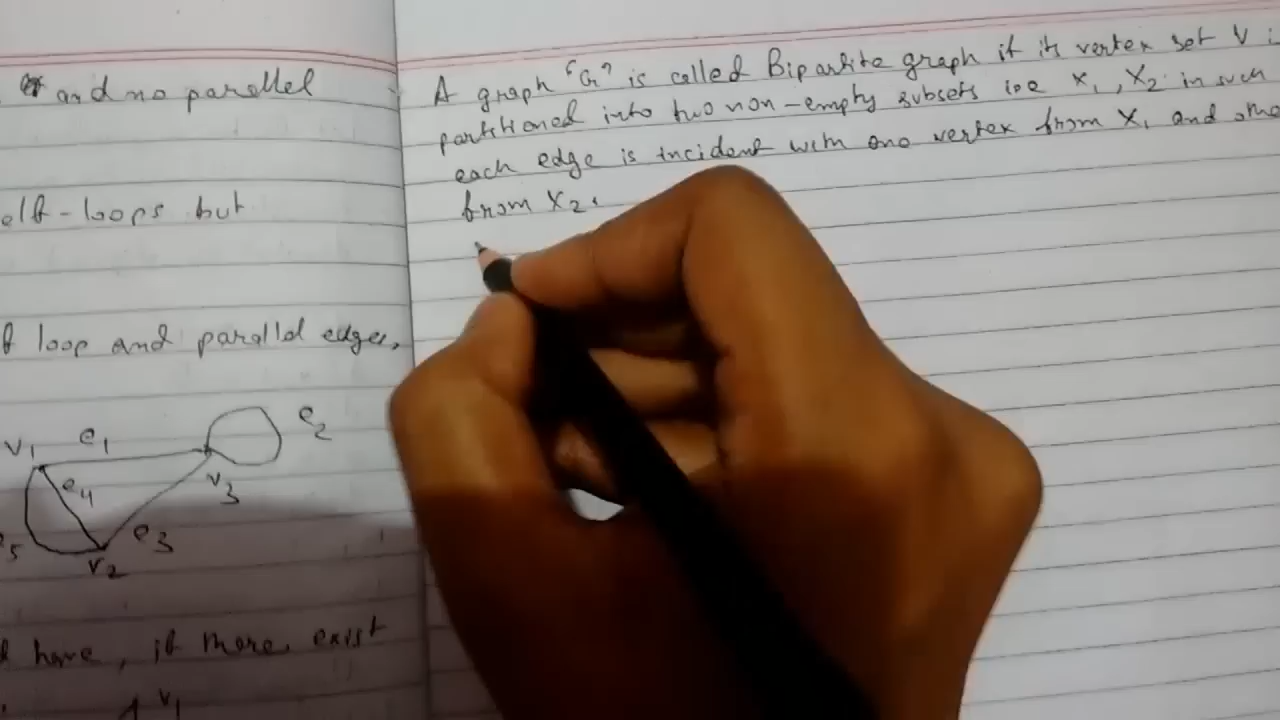 and no parallel
elf-loops but
f loop and parallel edges,
v1 e1 e2
e4 v3
e5 e3
v2
have, if more exist
v1
A graph "G" is called Bipartite graph if its vertex set V i
partitioned into two non-empty subsets i.e X1, X2 in such
each edge is incident with one vertex from X1 and othe
from X2.